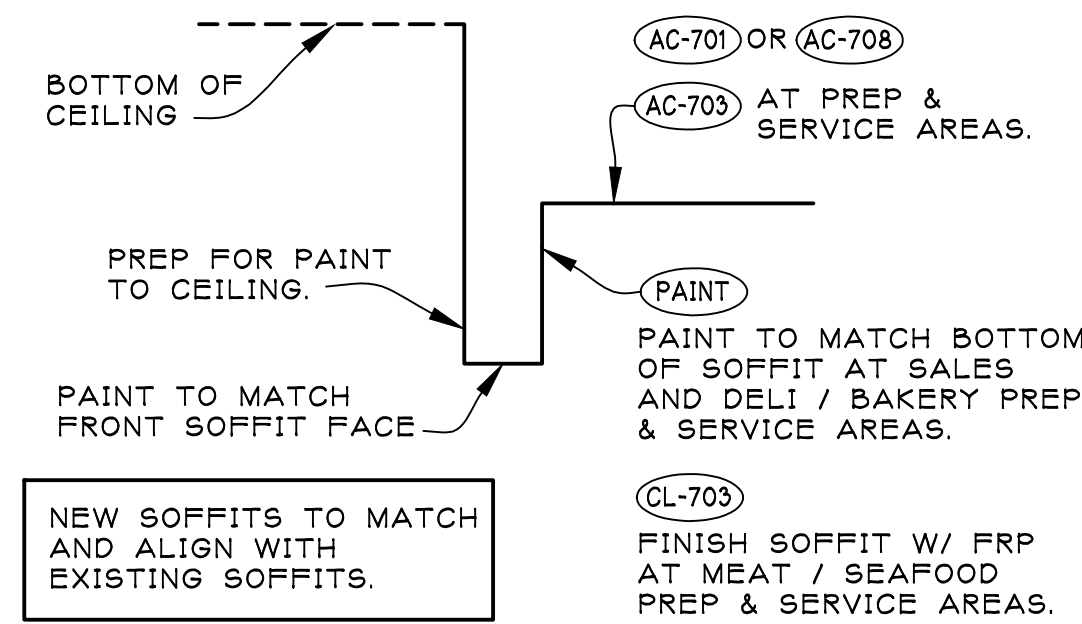 BOTTOM OF
CEILING
AC-701 OR AC-708
AC-703 AT PREP &
SERVICE AREAS.
PREP FOR PAINT
TO CEILING.
PAINT
PAINT TO MATCH BOTTOM
OF SOFFIT AT SALES
AND DELI / BAKERY PREP
& SERVICE AREAS.
PAINT TO MATCH
FRONT SOFFIT FACE
CL-703
FINISH SOFFIT W/ FRP
AT MEAT / SEAFOOD
PREP & SERVICE AREAS.
NEW SOFFITS TO MATCH
AND ALIGN WITH
EXISTING SOFFITS.